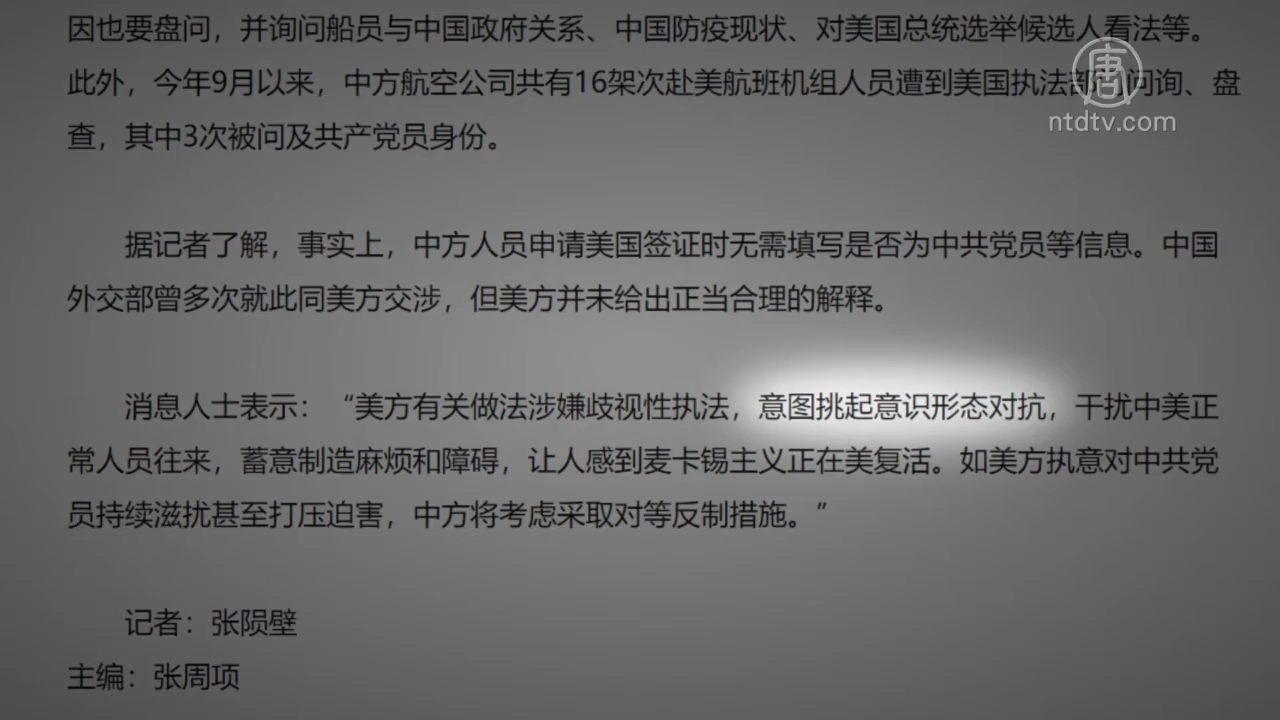 因也要盘问，并询问船员与中国政府关系、中国防疫现状、对美国总统选举候选人看法等。
此外，今年9月以来，中方航空公司共有16架次赴美航班机组人员遭到美国执法部门问询、盘
查，其中3次被问及共产党员身份。
唐
ntdtv.com
据记者了解，事实上，中方人员申请美国签证时无需填写是否为中共党员等信息。中国
外交部曾多次就此同美方交涉，但美方并未给出正当合理的解释。
消息人士表示：“美方有关做法涉嫌歧视性执法，意图挑起意识形态对抗，干扰中美正
常人员往来，蓄意制造麻烦和障碍，让人感到麦卡锡主义正在美复活。如美方执意对中共党
员持续滋扰甚至打压迫害，中方将考虑采取对等反制措施。”
记者：张陨壁
主编：张周项